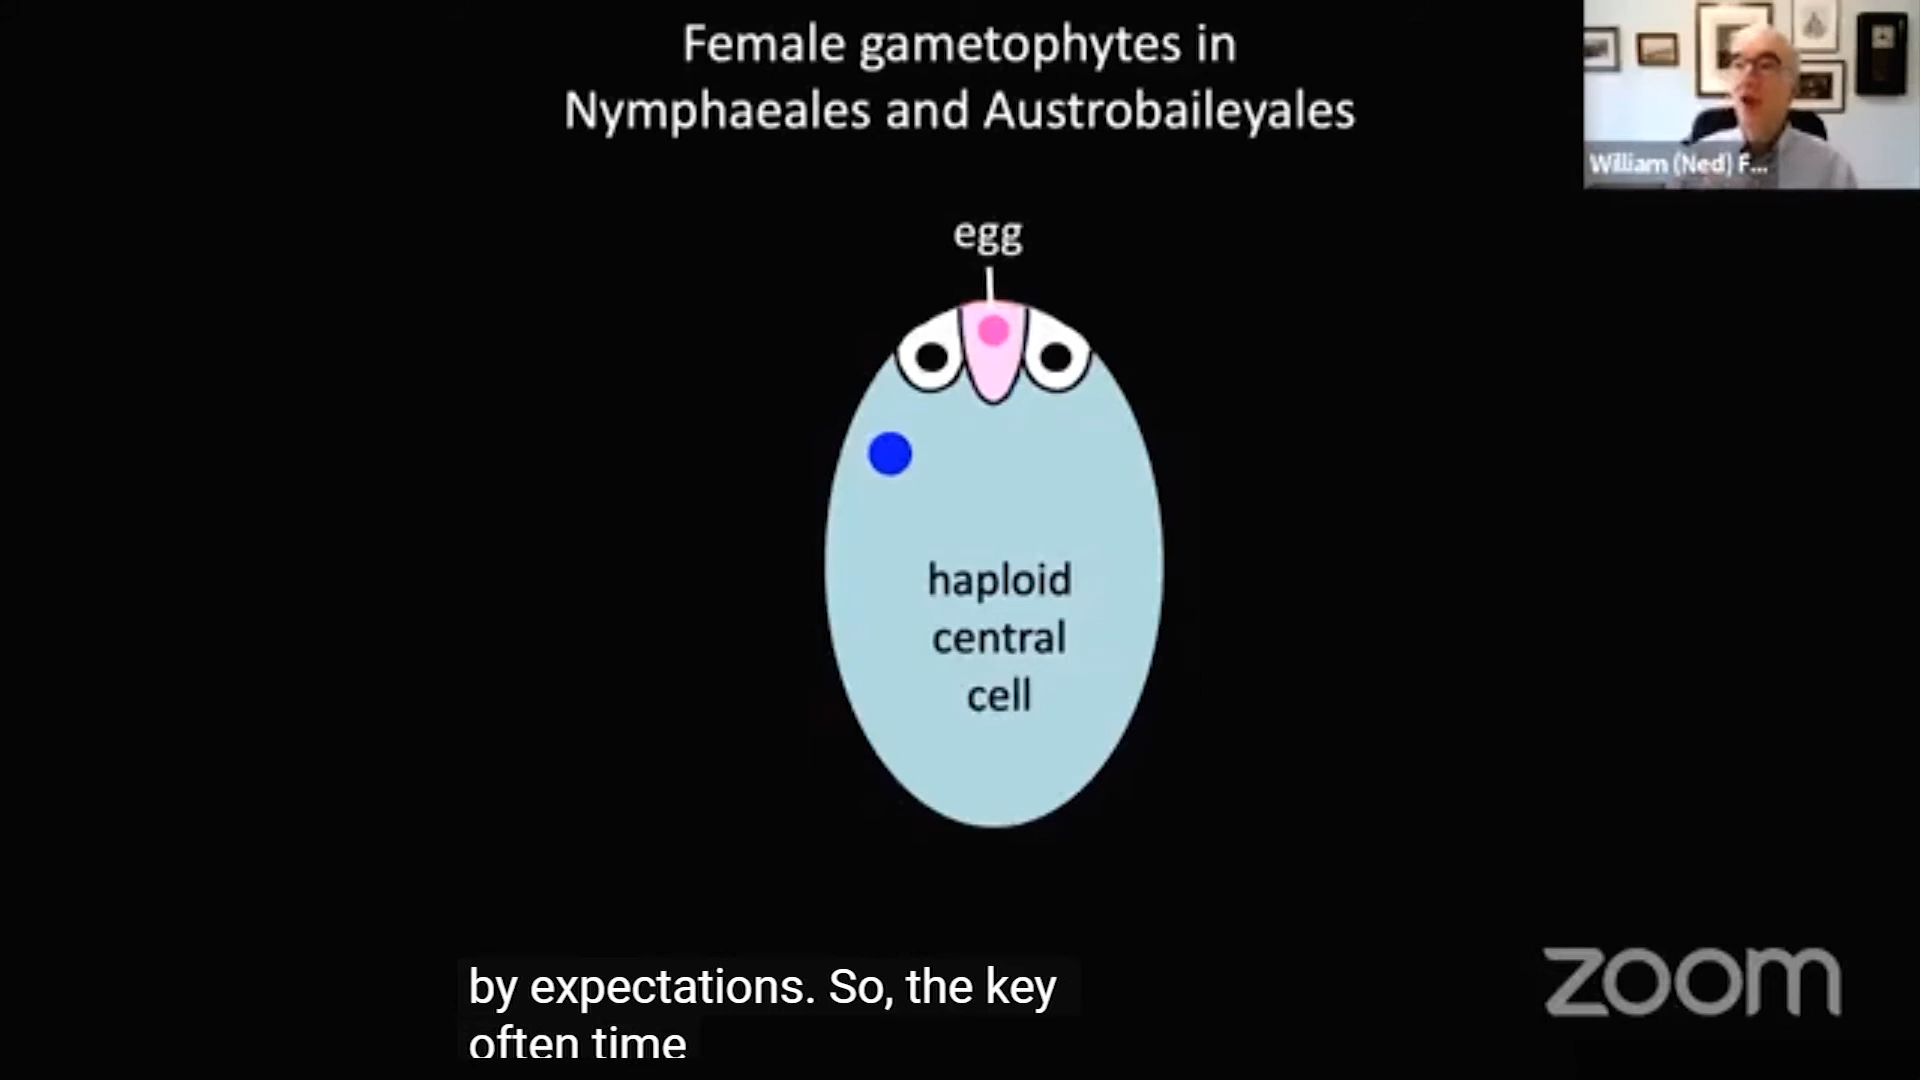 Female gametophytes in
Nymphaeales and Austrobaileyales
William (Ned) F...
egg
haploid
central
cell
by expectations. So, the key
often time
zoom